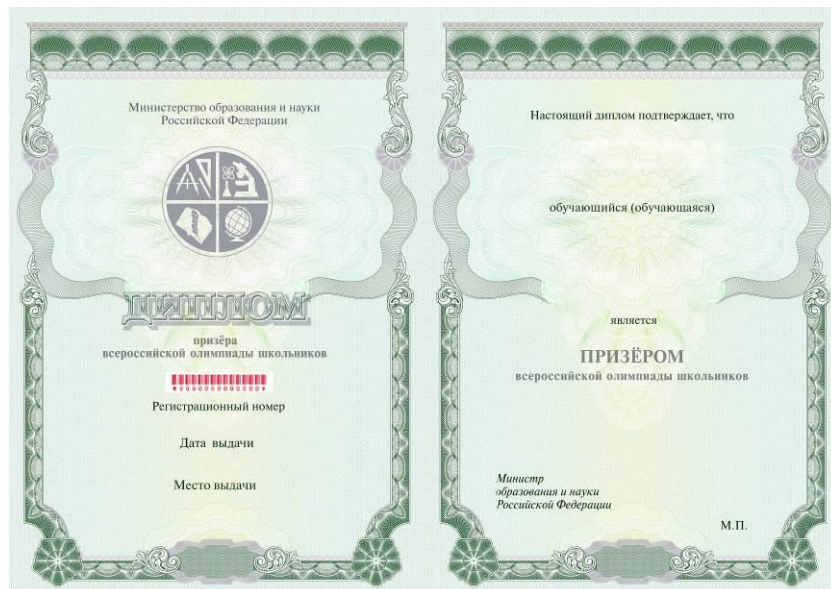 Министерство образования и науки
Российской Федерации
ДИПЛОМ
призёра
всероссийской олимпиады школьников
Регистрационный номер
Дата выдачи
Место выдачи
Настоящий диплом подтверждает, что
обучающийся (обучающаяся)
является
ПРИЗЁРОМ
всероссийской олимпиады школьников
Министр
образования и науки
Российской Федерации
М.П.